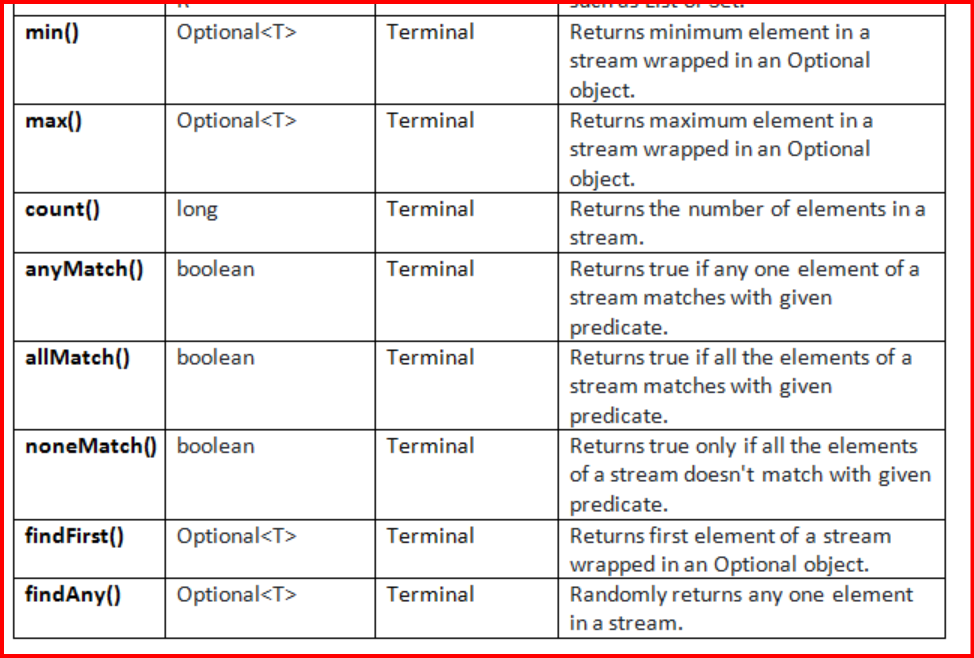 such as List or Set.
min() Optional<T> Terminal Returns minimum element in a
stream wrapped in an Optional
object.
max() Optional<T> Terminal Returns maximum element in a
stream wrapped in an Optional
object.
count() long Terminal Returns the number of elements in a
stream.
anyMatch() boolean Terminal Returns true if any one element of a
stream matches with given
predicate.
allMatch() boolean Terminal Returns true if all the elements of a
stream matches with given
predicate.
noneMatch() boolean Terminal Returns true only if all the elements
of a stream doesn't match with given
predicate.
findFirst() Optional<T> Terminal Returns first element of a stream
wrapped in an Optional object.
findAny() Optional<T> Terminal Randomly returns any one element
in a stream.